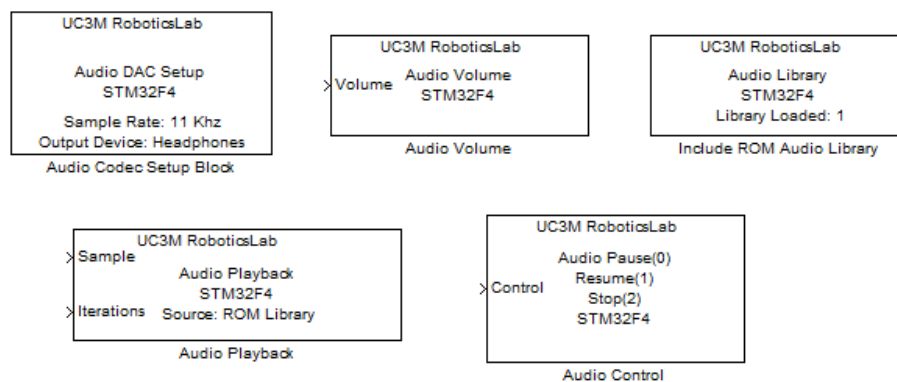 UC3M RoboticsLab
Audio DAC Setup
STM32F4
Sample Rate: 11 Khz
Output Device: Headphones
Audio Codec Setup Block
UC3M RoboticsLab
Volume
Audio Volume
STM32F4
Audio Volume
UC3M RoboticsLab
Audio Library
STM32F4
Library Loaded: 1
Include ROM Audio Library
UC3M RoboticsLab
Sample
Audio Playback
STM32F4
Iterations
Source: ROM Library
Audio Playback
UC3M RoboticsLab
Audio Pause(0)
Control
Resume(1)
Stop(2)
STM32F4
Audio Control